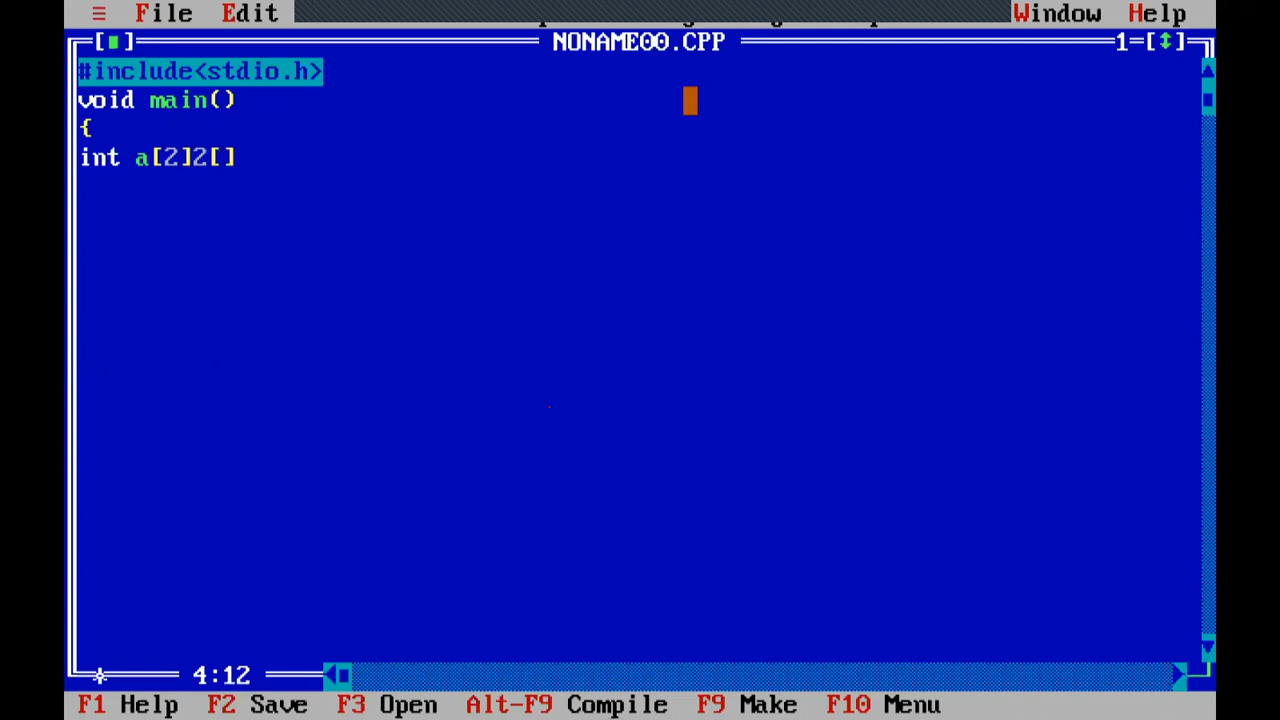 ≡ File Edit Window Help
[■] NONAME00.CPP 1=[↕]
#include<stdio.h>
void main()
{
int a[2]2[]
4:12
F1 Help F2 Save F3 Open Alt-F9 Compile F9 Make F10 Menu